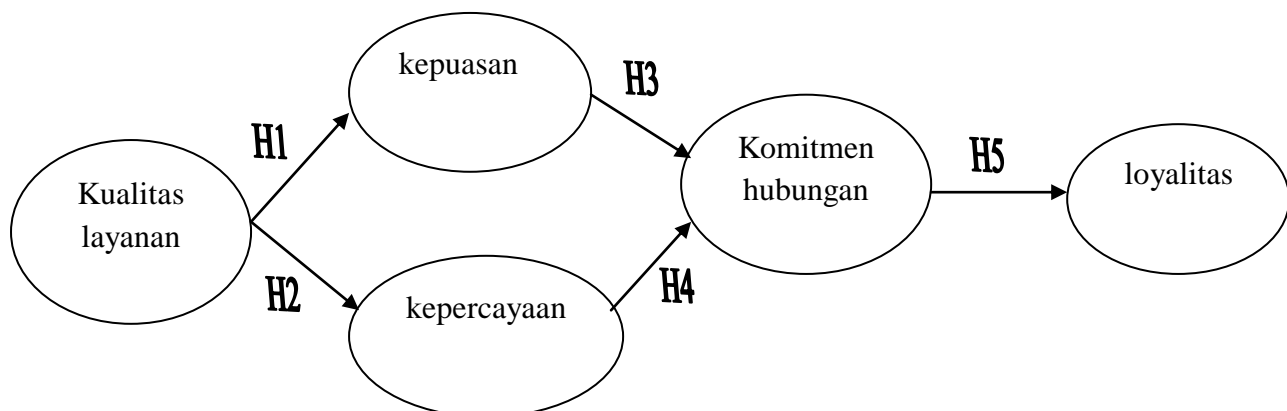 kepuasan
H3
H1
Komitmen
hubungan
H5
loyalitas
Kualitas
layanan
H2
kepercayaan
H4